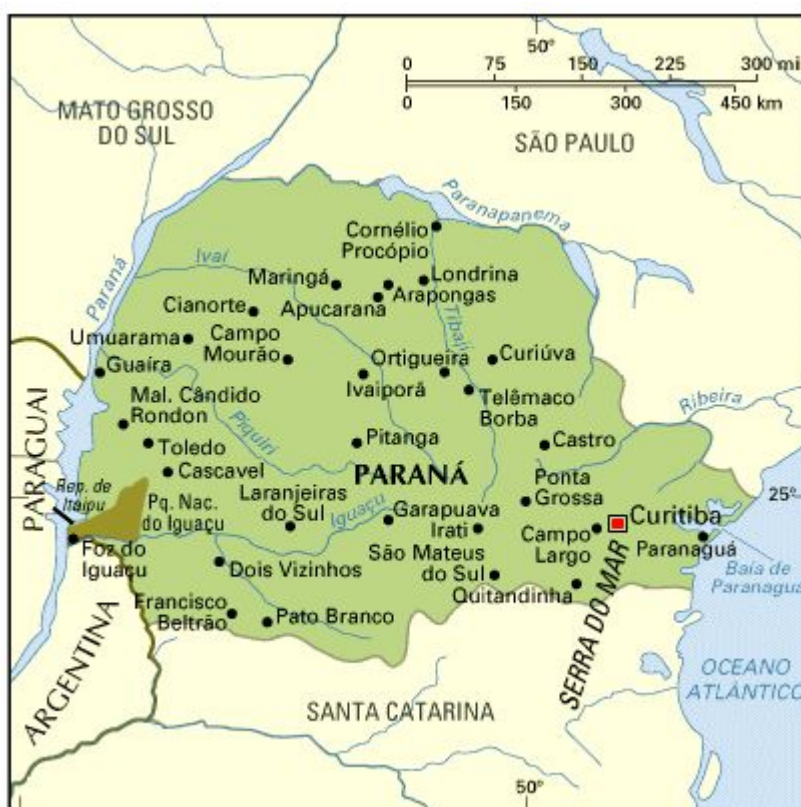 50°
0 75 150 225 300 mi
0 150 300 450 km
MATO GROSSO
DO SUL
SÃO PAULO
Paranapanema
Cornélio
Procópio
Ivaí
Paraná
Maringá
Londrina
Arapongas
Apucarana
Cianorte
Tibaji
Umuarama
Campo
Mourão
Guaíra
Ortigueira
Curiúva
Ivaiporã
Mal. Cândido
Rondon
Telêmaco
Borba
Ribeira
Piquiri
Toledo
Pitanga
Castro
PARAGUAI
Cascavel
PARANÁ
Ponta
Grossa
Rep. de
Itaipu
Pq. Nac.
do Iguaçu
Laranjeiras
do Sul
Iguaçu
Garapuava
Irati
25°
Curitiba
Campo
Largo
Paranaguá
Foz do
Iguaçu
São Mateus
do Sul
Dois Vizinhos
Baía de
Paranaguá
Quitandinha
Francisco
Beltrão
Pato Branco
SERRA DO MAR
ARGENTINA
OCEANO
ATLÂNTICO
SANTA CATARINA
50°